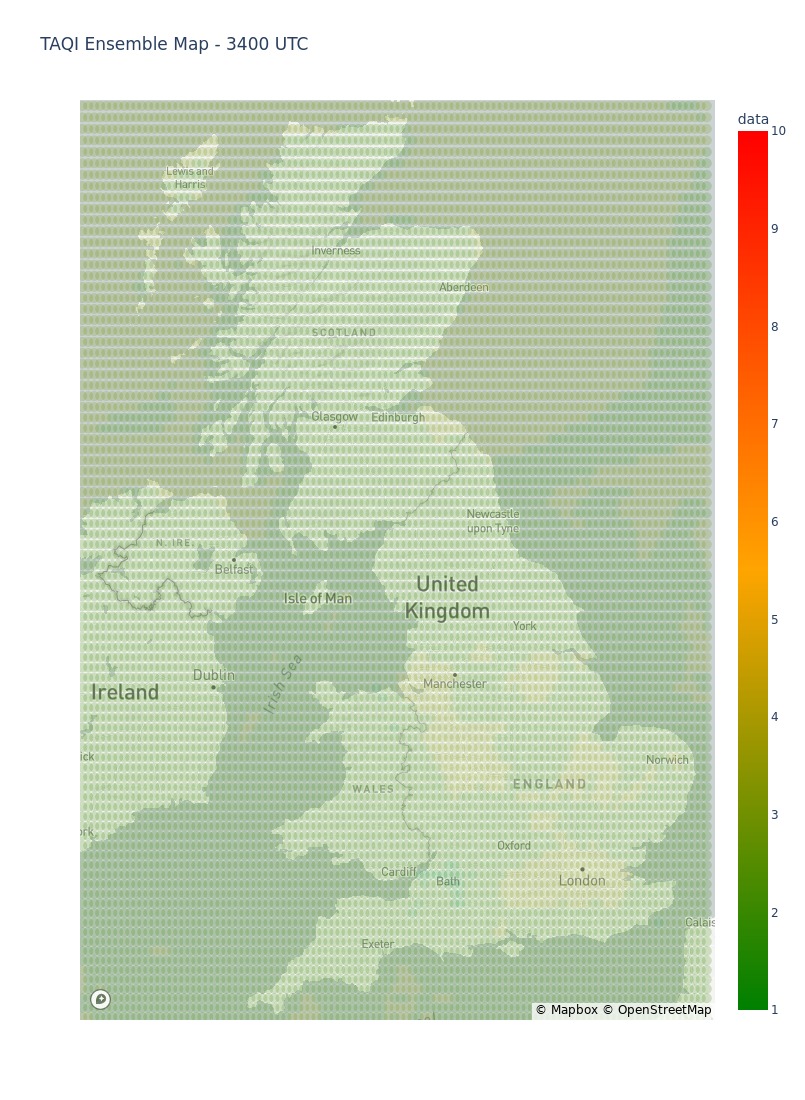 TAQI Ensemble Map - 3400 UTC
data
10
9
8
7
6
5
4
3
2
1
Lewis and
Harris
Inverness
Aberdeen
SCOTLAND
Glasgow
Edinburgh
Newcastle
upon Tyne
N. IRE.
Belfast
Isle of Man
United
Kingdom
York
Dublin
Irish Sea
Manchester
Ireland
ick
Norwich
WALES
ENGLAND
ork
Oxford
Cardiff
Bath
London
Calais
Exeter
© Mapbox © OpenStreetMap